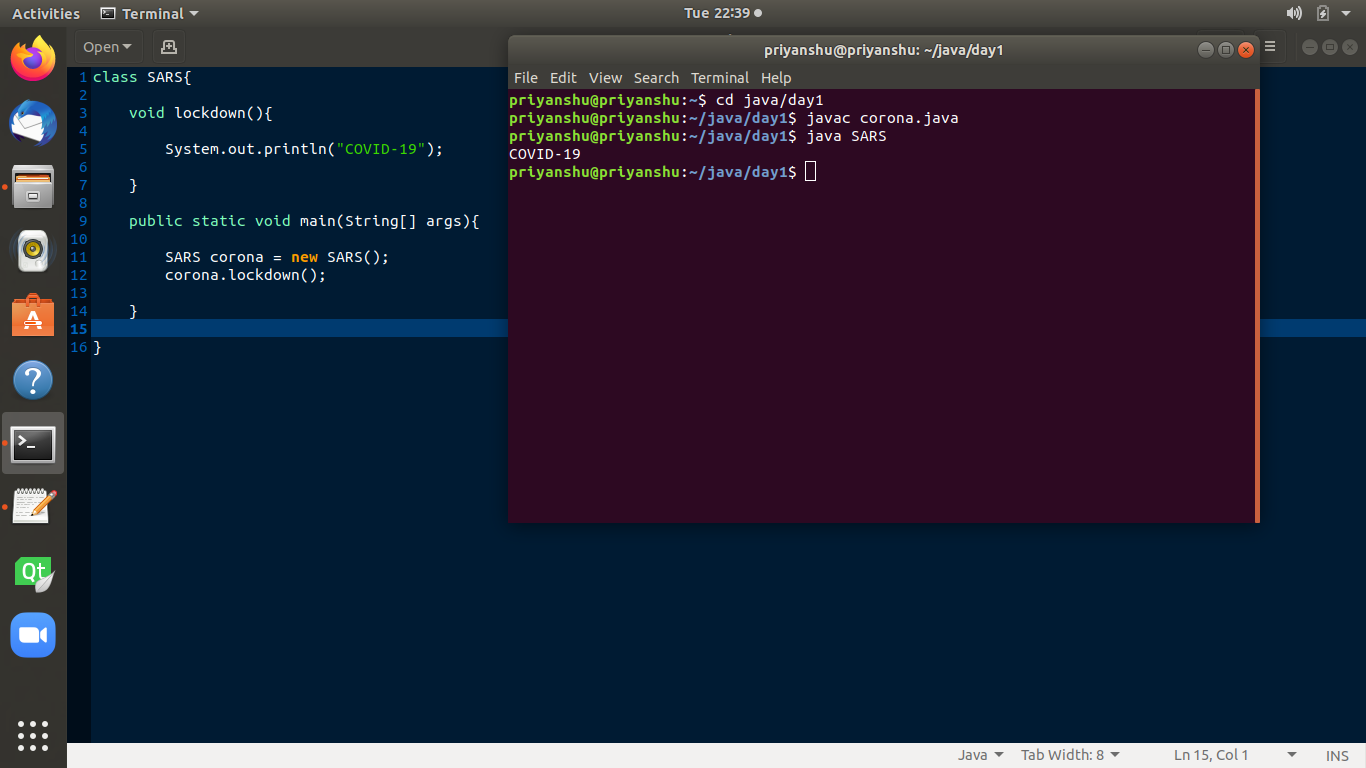 Activities Terminal Tue 22:39
Open
1 class SARS{
2
3 void lockdown(){
4
5 System.out.println("COVID-19");
6
7 }
8
9 public static void main(String[] args){
10
11 SARS corona = new SARS();
12 corona.lockdown();
13
14 }
15
16 }
priyanshu@priyanshu: ~/java/day1
File Edit View Search Terminal Help
priyanshu@priyanshu:~$ cd java/day1
priyanshu@priyanshu:~/java/day1$ javac corona.java
priyanshu@priyanshu:~/java/day1$ java SARS
COVID-19
priyanshu@priyanshu:~/java/day1$
A
?
>_
Qt
Java Tab Width: 8 Ln 15, Col 1 INS